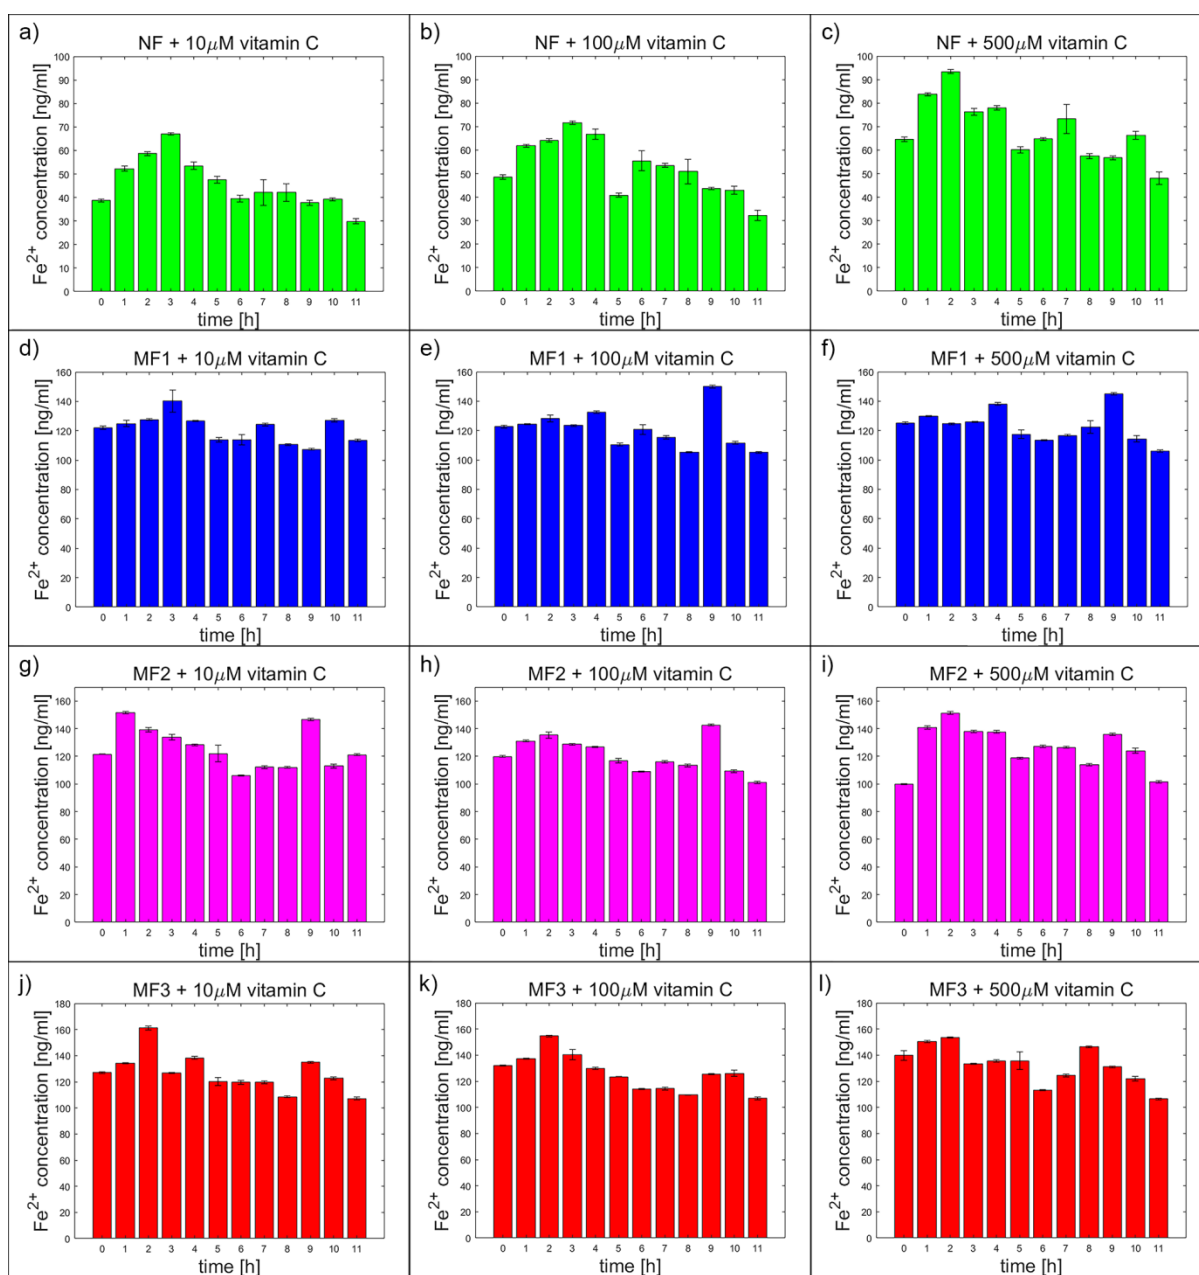 a)
NF + 10μM vitamin C
Fe2+ concentration [ng/ml]
100
90
80
70
60
50
40
30
20
10
0
0 1 2 3 4 5 6 7 8 9 10 11
time [h]
b)
NF + 100μM vitamin C
Fe2+ concentration [ng/ml]
100
90
80
70
60
50
40
30
20
10
0
0 1 2 3 4 5 6 7 8 9 10 11
time [h]
c)
NF + 500μM vitamin C
Fe2+ concentration [ng/ml]
100
90
80
70
60
50
40
30
20
10
0
0 1 2 3 4 5 6 7 8 9 10 11
time [h]
d)
MF1 + 10μM vitamin C
Fe2+ concentration [ng/ml]
160
140
120
100
80
60
40
20
0
0 1 2 3 4 5 6 7 8 9 10 11
time [h]
e)
MF1 + 100μM vitamin C
Fe2+ concentration [ng/ml]
160
140
120
100
80
60
40
20
0
0 1 2 3 4 5 6 7 8 9 10 11
time [h]
f)
MF1 + 500μM vitamin C
Fe2+ concentration [ng/ml]
160
140
120
100
80
60
40
20
0
0 1 2 3 4 5 6 7 8 9 10 11
time [h]
g)
MF2 + 10μM vitamin C
Fe2+ concentration [ng/ml]
160
140
120
100
80
60
40
20
0
0 1 2 3 4 5 6 7 8 9 10 11
time [h]
h)
MF2 + 100μM vitamin C
Fe2+ concentration [ng/ml]
160
140
120
100
80
60
40
20
0
0 1 2 3 4 5 6 7 8 9 10 11
time [h]
i)
MF2 + 500μM vitamin C
Fe2+ concentration [ng/ml]
160
140
120
100
80
60
40
20
0
0 1 2 3 4 5 6 7 8 9 10 11
time [h]
j)
MF3 + 10μM vitamin C
Fe2+ concentration [ng/ml]
180
160
140
120
100
80
60
40
20
0
0 1 2 3 4 5 6 7 8 9 10 11
time [h]
k)
MF3 + 100μM vitamin C
Fe2+ concentration [ng/ml]
180
160
140
120
100
80
60
40
20
0
0 1 2 3 4 5 6 7 8 9 10 11
time [h]
l)
MF3 + 500μM vitamin C
Fe2+ concentration [ng/ml]
180
160
140
120
100
80
60
40
20
0
0 1 2 3 4 5 6 7 8 9 10 11
time [h]